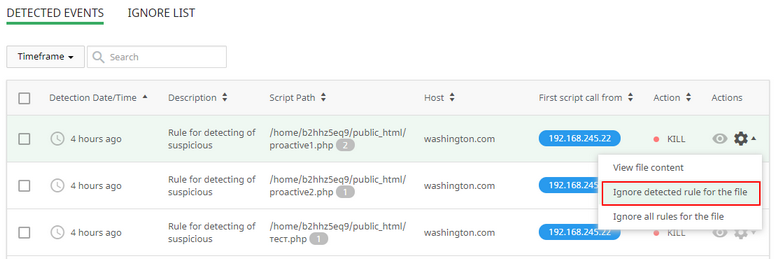 DETECTED EVENTS IGNORE LIST
Timeframe Search
Detection Date/Time Description Script Path Host First script call from Action Actions
4 hours ago Rule for detecting of suspicious /home/b2hhz5eq9/public_html/proactive1.php 2 washington.com 192.168.245.22 KILL
View file content
Ignore detected rule for the file
Ignore all rules for the file
4 hours ago Rule for detecting of suspicious /home/b2hhz5eq9/public_html/proactive2.php 1 washington.com
4 hours ago Rule for detecting of suspicious /home/b2hhz5eq9/public_html/тест.php 1 washington.com 192.168.245.22 KILL